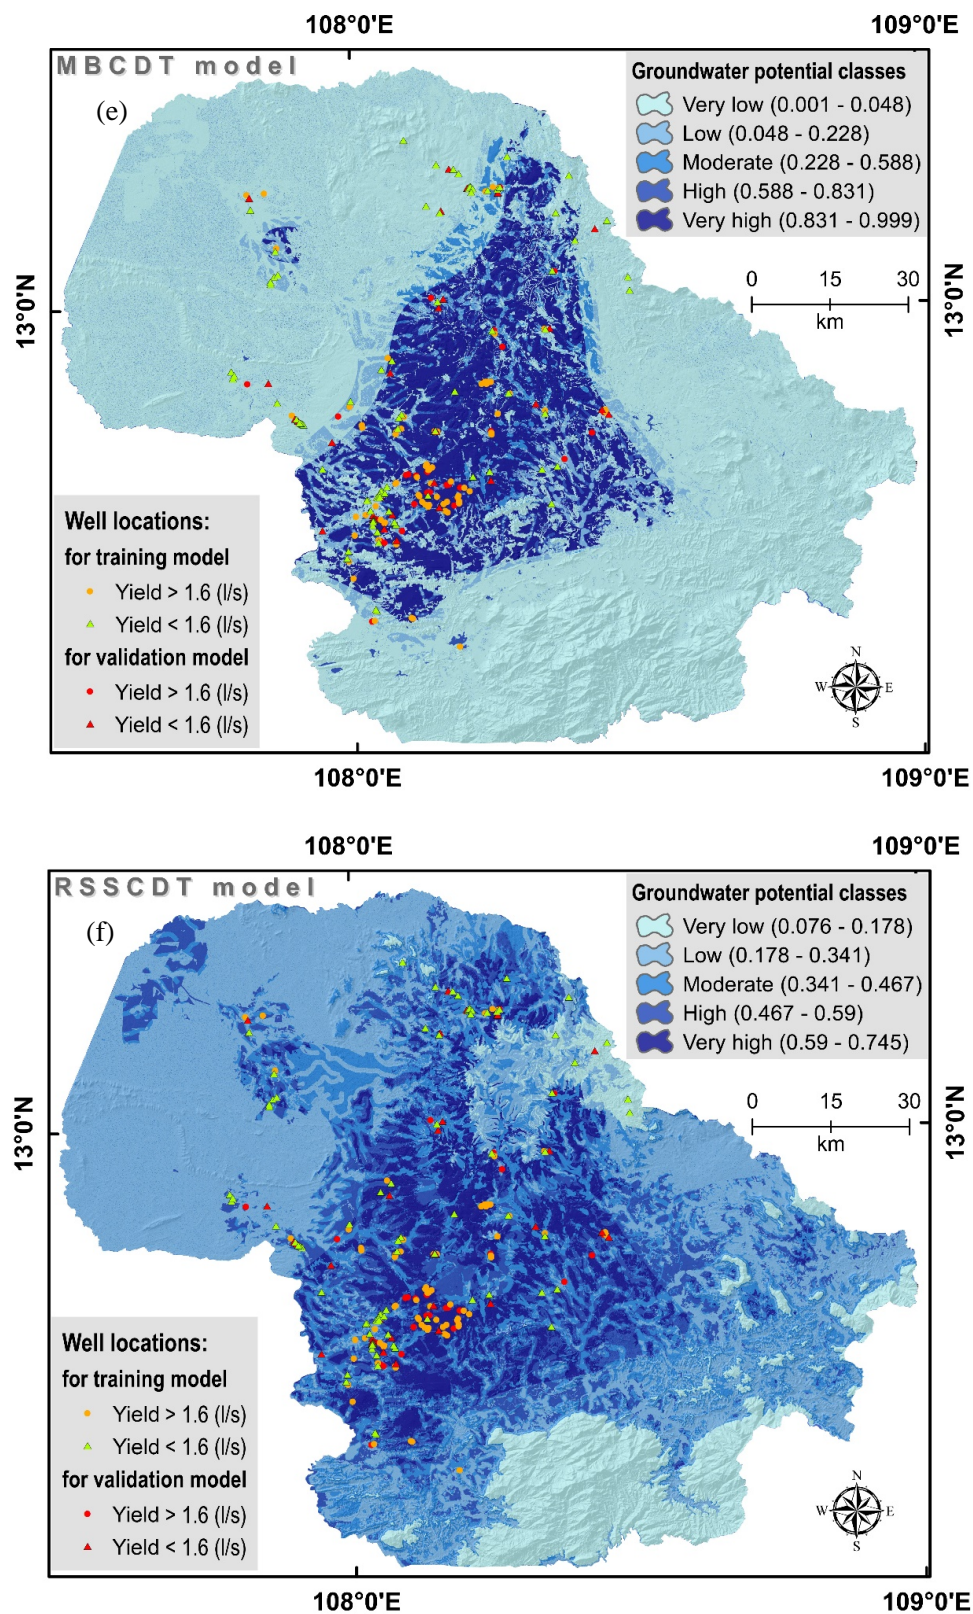 108°0'E 109°0'E
MBCDT model
(e)
Groundwater potential classes
Very low (0.001 - 0.048)
Low (0.048 - 0.228)
Moderate (0.228 - 0.588)
High (0.588 - 0.831)
Very high (0.831 - 0.999)
0 15 30
km
13°0'N 13°0'N
Well locations:
for training model
Yield > 1.6 (l/s)
Yield < 1.6 (l/s)
for validation model
Yield > 1.6 (l/s)
Yield < 1.6 (l/s)
N
W E
S
108°0'E 109°0'E
108°0'E 109°0'E
RSSCDT model
(f)
Groundwater potential classes
Very low (0.076 - 0.178)
Low (0.178 - 0.341)
Moderate (0.341 - 0.467)
High (0.467 - 0.59)
Very high (0.59 - 0.745)
0 15 30
km
13°0'N 13°0'N
Well locations:
for training model
Yield > 1.6 (l/s)
Yield < 1.6 (l/s)
for validation model
Yield > 1.6 (l/s)
Yield < 1.6 (l/s)
N
W E
S
108°0'E 109°0'E